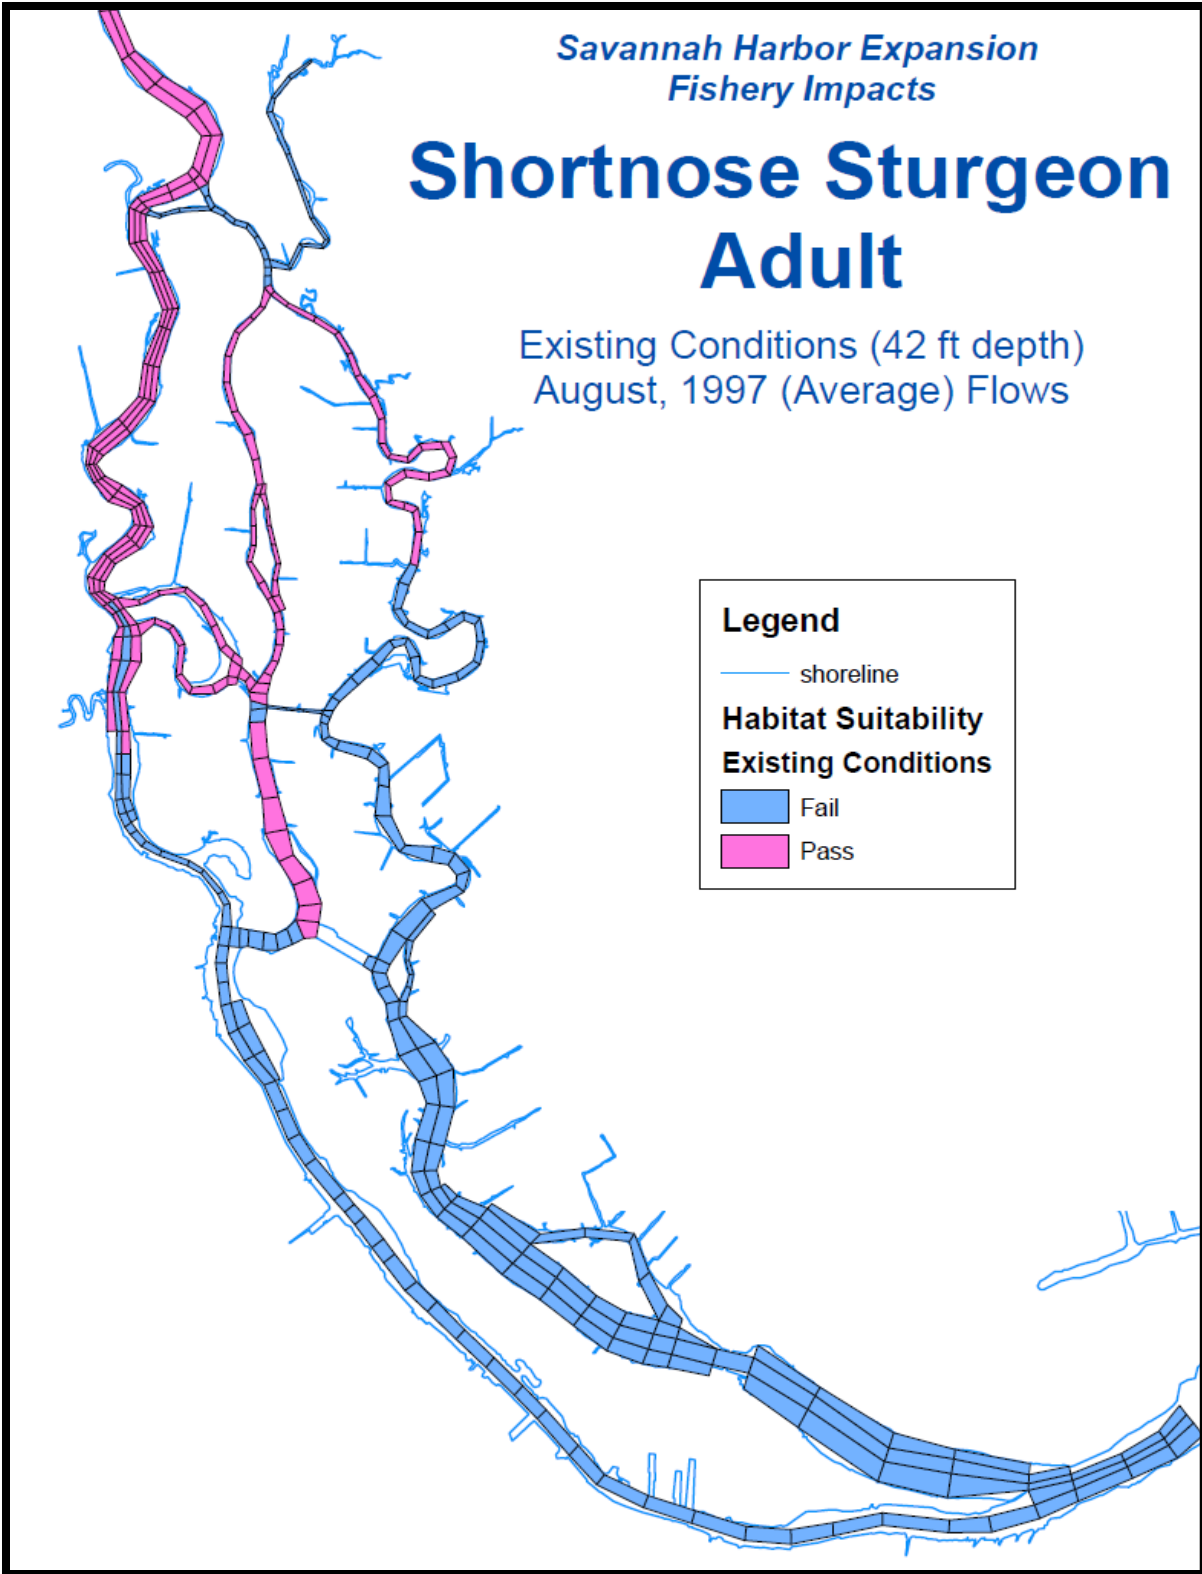 Savannah Harbor Expansion
Fishery Impacts
Shortnose Sturgeon
Adult
Existing Conditions (42 ft depth)
August, 1997 (Average) Flows
Legend
shoreline
Habitat Suitability
Existing Conditions
Fail
Pass